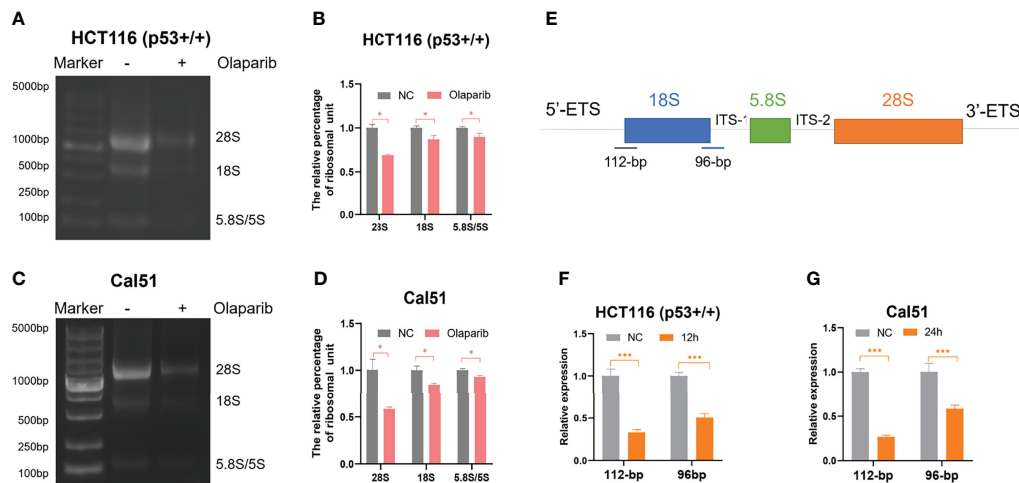 A
HCT116 (p53+/+)
Marker - + Olaparib
5000bp
1000bp
500bp
250bp
100bp
28S
18S
5.8S/5S
B
HCT116 (p53+/+)
NC Olaparib
The relative percentage
of ribosomal unit
1.5
1.0
0.5
0.0
* * *
23S 18S 5.8S/5S
E
5'-ETS 18S ITS-1 5.8S ITS-2 28S 3'-ETS
112-bp 96-bp
C
Cal51
Marker - + Olaparib
5000bp
1000bp
500bp
250bp
100bp
28S
18S
5.8S/5S
D
Cal51
NC Olaparib
The relative percentage
of ribosomal unit
1.5
1.0
0.5
0.0
* * *
28S 18S 5.8S/5S
F
HCT116 (p53+/+)
NC 12h
Relative expression
1.5
1.0
0.5
0.0
*** ***
112-bp 96bp
G
Cal51
NC 24h
Relative expression
1.5
1.0
0.5
0.0
*** ***
112-bp 96-bp